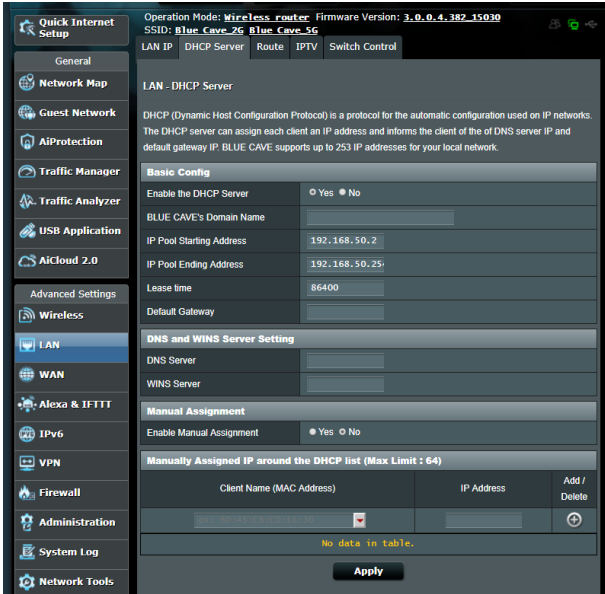 Quick Internet
Setup
General
Network Map
Guest Network
AiProtection
Traffic Manager
Traffic Analyzer
USB Application
AiCloud 2.0
Advanced Settings
Wireless
LAN
WAN
Alexa & IFTTT
IPv6
VPN
Firewall
Administration
System Log
Network Tools
Operation Mode: Wireless router Firmware Version: 3.0.0.4.382_15030
SSID: Blue Cave_2G Blue Cave_5G
LAN IP DHCP Server Route IPTV Switch Control
LAN - DHCP Server
DHCP (Dynamic Host Configuration Protocol) is a protocol for the automatic configuration used on IP networks.
The DHCP server can assign each client an IP address and informs the client of the of DNS server IP and
default gateway IP. BLUE CAVE supports up to 253 IP addresses for your local network.
Basic Config
Enable the DHCP Server Yes No
BLUE CAVE's Domain Name
IP Pool Starting Address 192.168.50.2
IP Pool Ending Address 192.168.50.25
Lease time 86400
Default Gateway
DNS and WINS Server Setting
DNS Server
WINS Server
Manual Assignment
Enable Manual Assignment Yes No
Manually Assigned IP around the DHCP list (Max Limit : 64)
Client Name (MAC Address) IP Address Add /
Delete
No data in table.
Apply